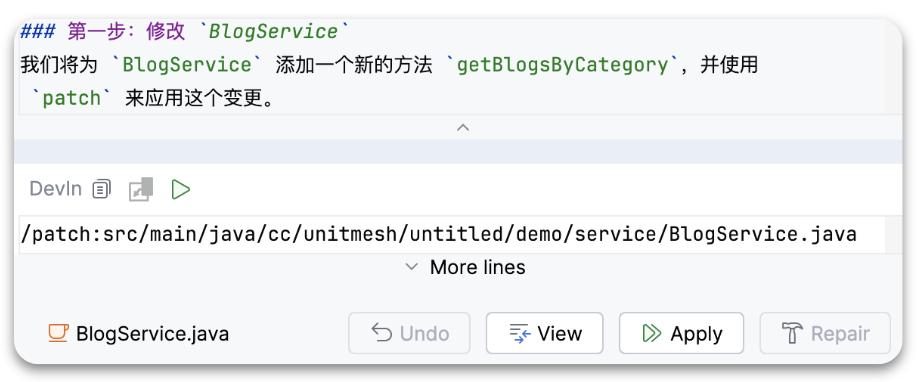 ### 第一步：修改 `BlogService`
我们将为 `BlogService` 添加一个新的方法 `getBlogsByCategory`，并使用
`patch` 来应用这个变更。
DevIn
/patch:src/main/java/cc/unitmesh/untitled/demo/service/BlogService.java
More lines
BlogService.java Undo View Apply Repair